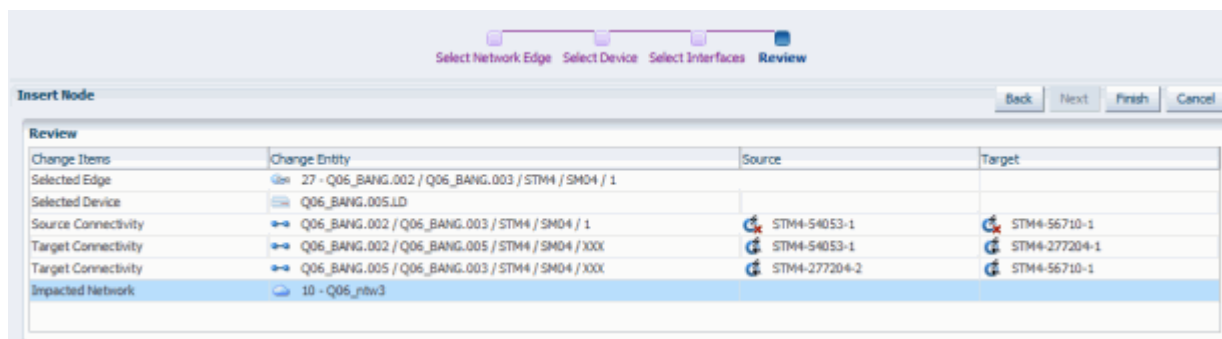 Select Network Edge Select Device Select Interfaces Review
Insert Node Back Next Finish Cancel
Review
Change Items Change Entity Source Target
Selected Edge 27 - Q06_BANG.002 / Q06_BANG.003 / STM4 / SM04 / 1
Selected Device Q06_BANG.005.LD
Source Connectivity Q06_BANG.002 / Q06_BANG.003 / STM4 / SM04 / 1 STM4-54053-1 STM4-56710-1
Target Connectivity Q06_BANG.002 / Q06_BANG.005 / STM4 / SM04 / XXX STM4-54053-1 STM4-277204-1
Target Connectivity Q06_BANG.005 / Q06_BANG.003 / STM4 / SM04 / XXX STM4-277204-2 STM4-56710-1
Impacted Network 10 - Q06_ntw3